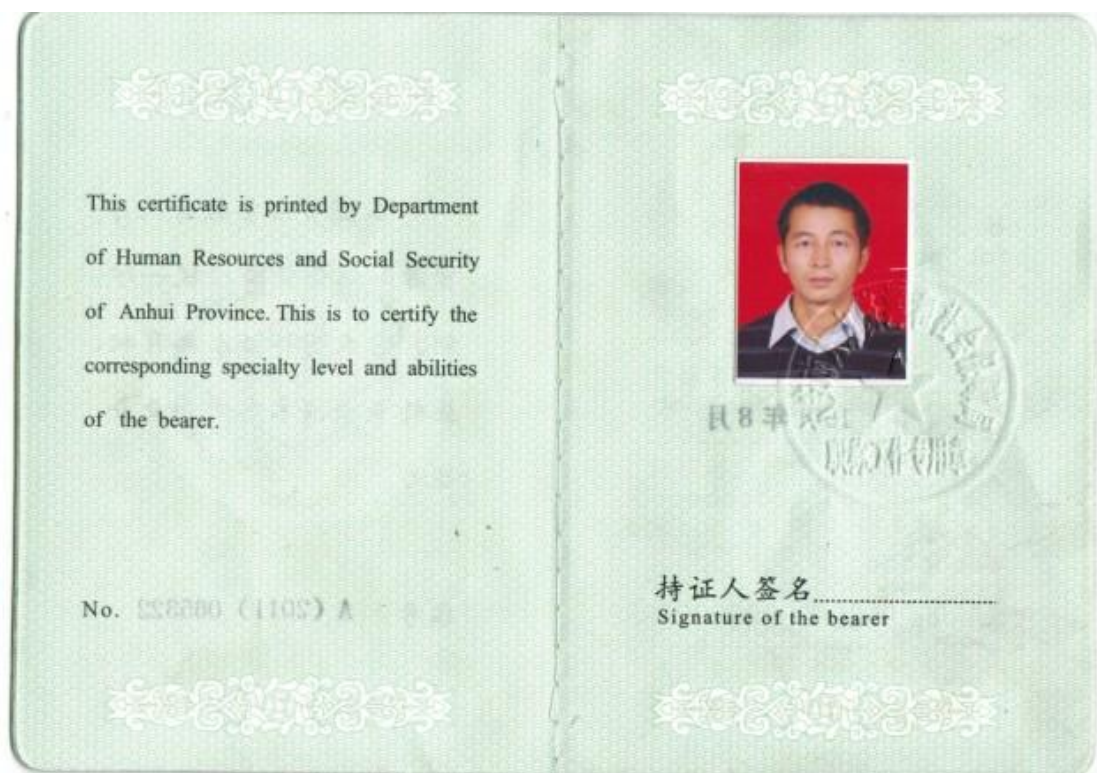 This certificate is printed by Department
of Human Resources and Social Security
of Anhui Province. This is to certify the
corresponding specialty level and abilities
of the bearer.
No.
A (2011) 065322
8月
持证人签名
Signature of the bearer